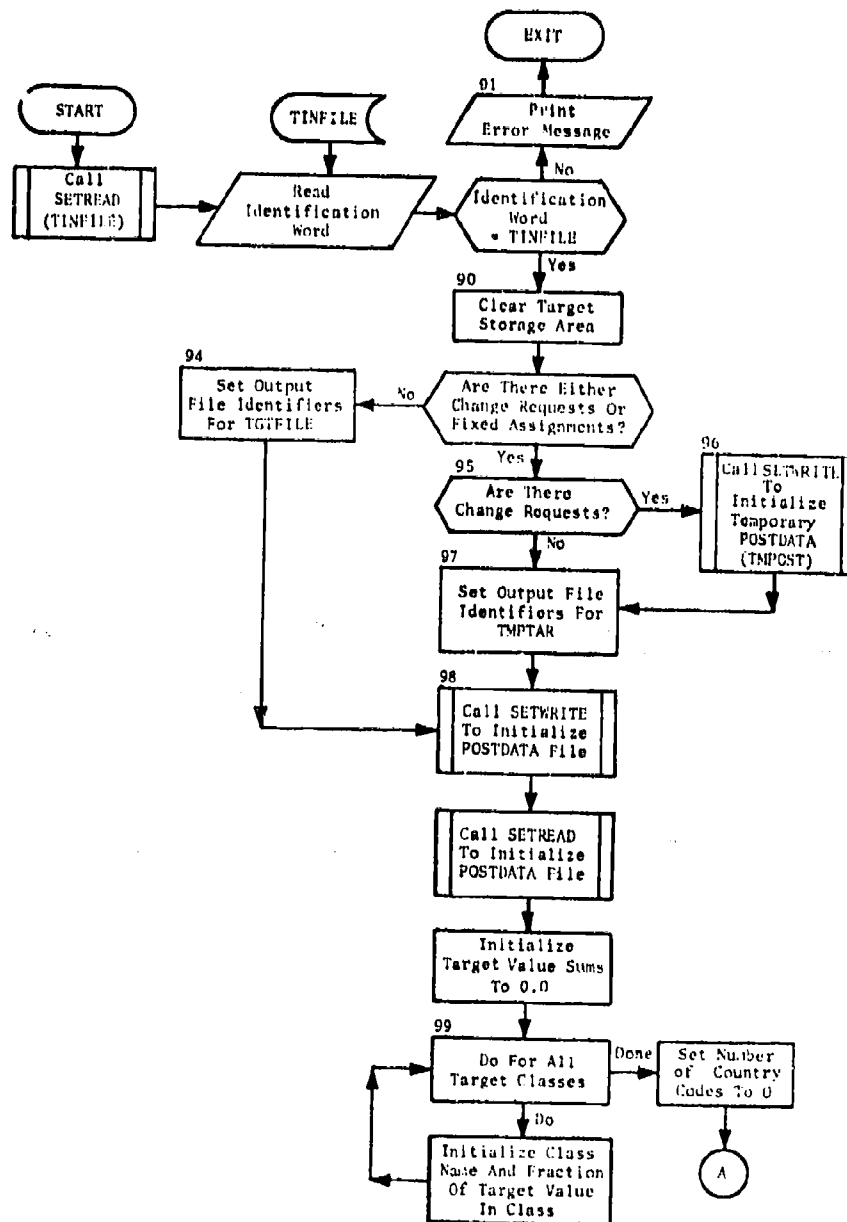 EXIT
91
Print
Error Message
START
TINFILE
No
Call
SETREAD
(TINFILE)
Read
Identification
Word
Identification
Word
= TINFILE
Yes
90
Clear Target
Storage Area
94
Set Output
File Identifiers
For TGTFILE
No
Are There Either
Change Requests Or
Fixed Assignments?
Yes
95
Are There
Change Requests?
Yes
96
Call SETWRITE
To
Initialize
Temporary
POSTDATA
(TMPOST)
No
97
Set Output File
Identifiers For
TMPTAR
98
Call SETWRITE
To Initialize
POSTDATA File
Call SETREAD
To Initialize
POSTDATA File
Initialize
Target Value Sums
To 0.0
99
Do For All
Target Classes
Done
Set Number
of Country
Codes To 0
Do
Initialize Class
Name And Fraction
Of Target Value
In Class
A